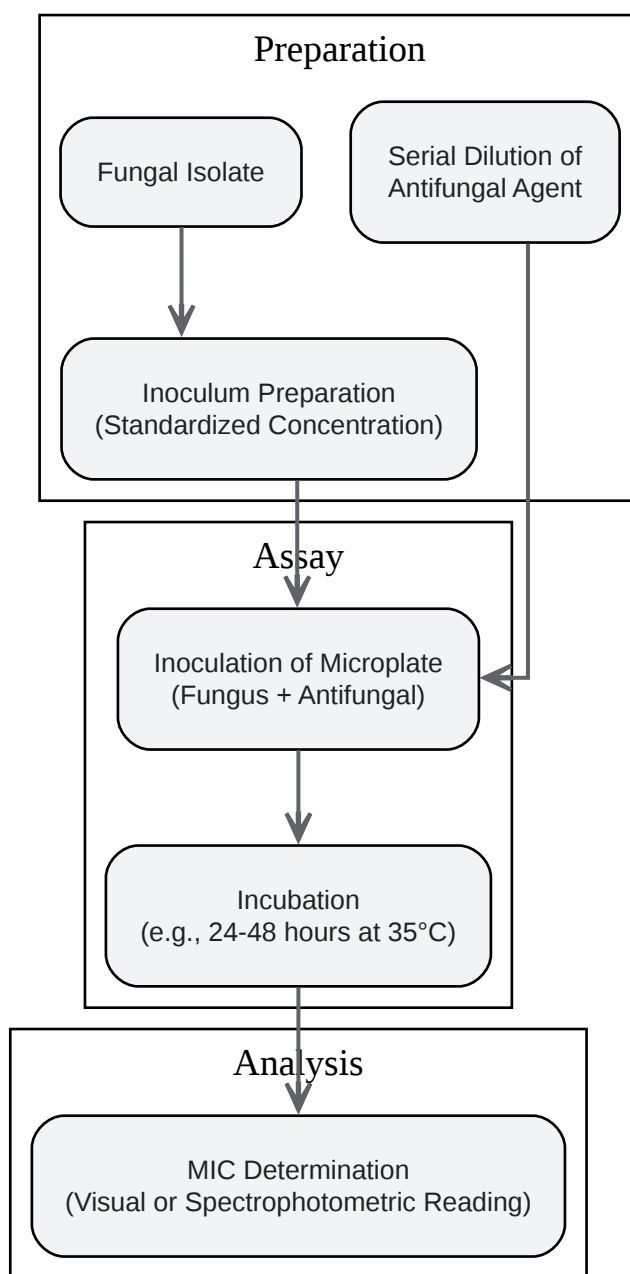 Preparation
Fungal Isolate
Serial Dilution of
Antifungal Agent
Inoculum Preparation
(Standardized Concentration)
Assay
Inoculation of Microplate
(Fungus + Antifungal)
Incubation
(e.g., 24-48 hours at 35°C)
Analysis
MIC Determination
(Visual or Spectrophotometric Reading)